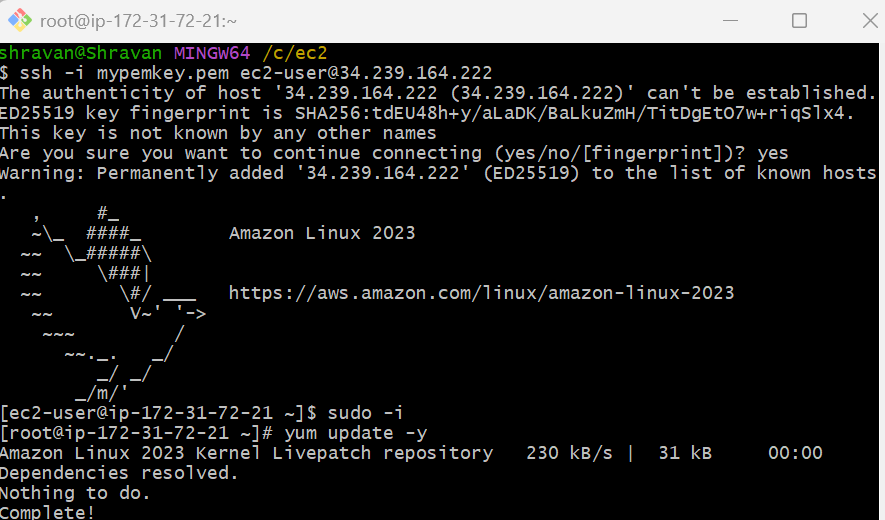 root@ip-172-31-72-21:~
shravan@Shravan MINGW64 /c/ec2
$ ssh -i mypemkey.pem ec2-user@34.239.164.222
The authenticity of host '34.239.164.222 (34.239.164.222)' can't be established.
ED25519 key fingerprint is SHA256:tdEU48h+y/aLaDK/BaLkuZmH/TitDgEtO7w+riqSlx4.
This key is not known by any other names
Are you sure you want to continue connecting (yes/no/[fingerprint])? yes
Warning: Permanently added '34.239.164.222' (ED25519) to the list of known hosts
.
   ,     #_
   ~\_  ####_        Amazon Linux 2023
  ~~  \_#####\
  ~~     \###|
  ~~       \#/ ___   https://aws.amazon.com/linux/amazon-linux-2023
   ~~       V~' '->
    ~~~         /
      ~~._.   _/
         _/ _/
       _/m/'
[ec2-user@ip-172-31-72-21 ~]$ sudo -i
[root@ip-172-31-72-21 ~]# yum update -y
Amazon Linux 2023 Kernel Livepatch repository   230 kB/s |  31 kB     00:00
Dependencies resolved.
Nothing to do.
Complete!